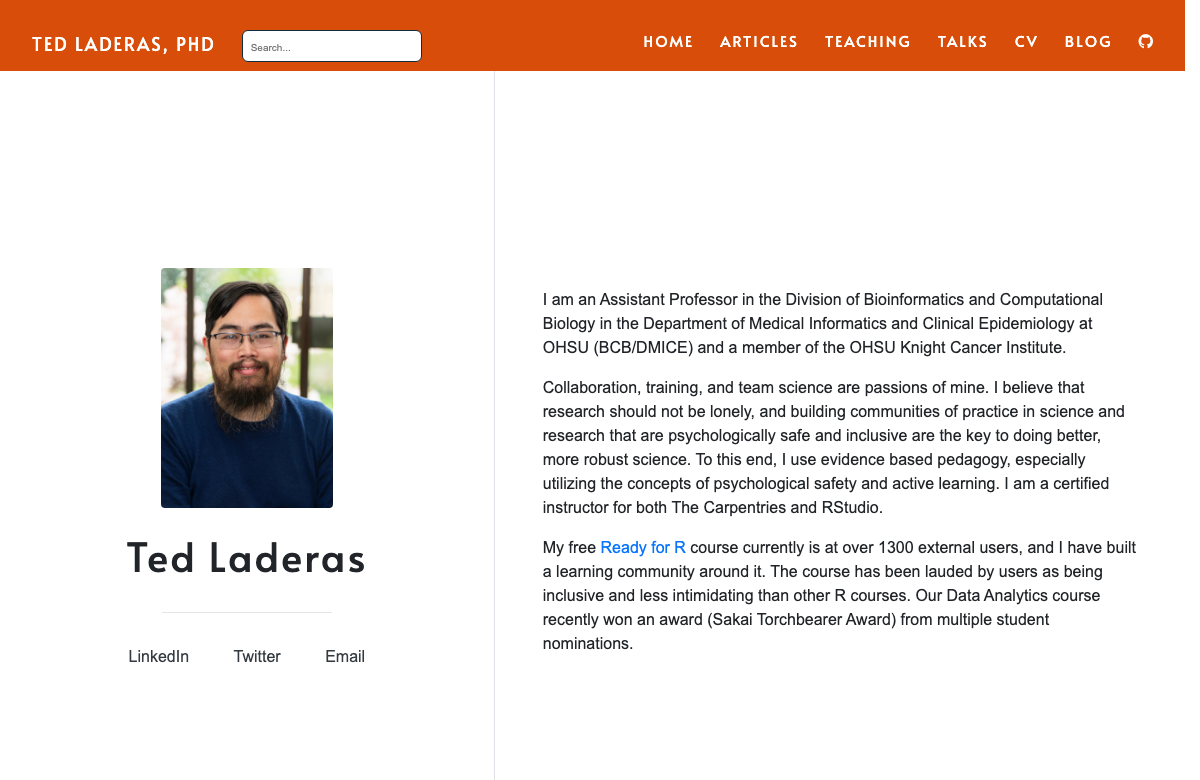 TED LADERAS, PHD
Search...
HOME
ARTICLES
TEACHING
TALKS
CV
BLOG
Ted Laderas
LinkedIn
Twitter
Email
I am an Assistant Professor in the Division of Bioinformatics and Computational
Biology in the Department of Medical Informatics and Clinical Epidemiology at
OHSU (BCB/DMICE) and a member of the OHSU Knight Cancer Institute.
Collaboration, training, and team science are passions of mine. I believe that
research should not be lonely, and building communities of practice in science and
research that are psychologically safe and inclusive are the key to doing better,
more robust science. To this end, I use evidence based pedagogy, especially
utilizing the concepts of psychological safety and active learning. I am a certified
instructor for both The Carpentries and RStudio.
My free Ready for R course currently is at over 1300 external users, and I have built
a learning community around it. The course has been lauded by users as being
inclusive and less intimidating than other R courses. Our Data Analytics course
recently won an award (Sakai Torchbearer Award) from multiple student
nominations.